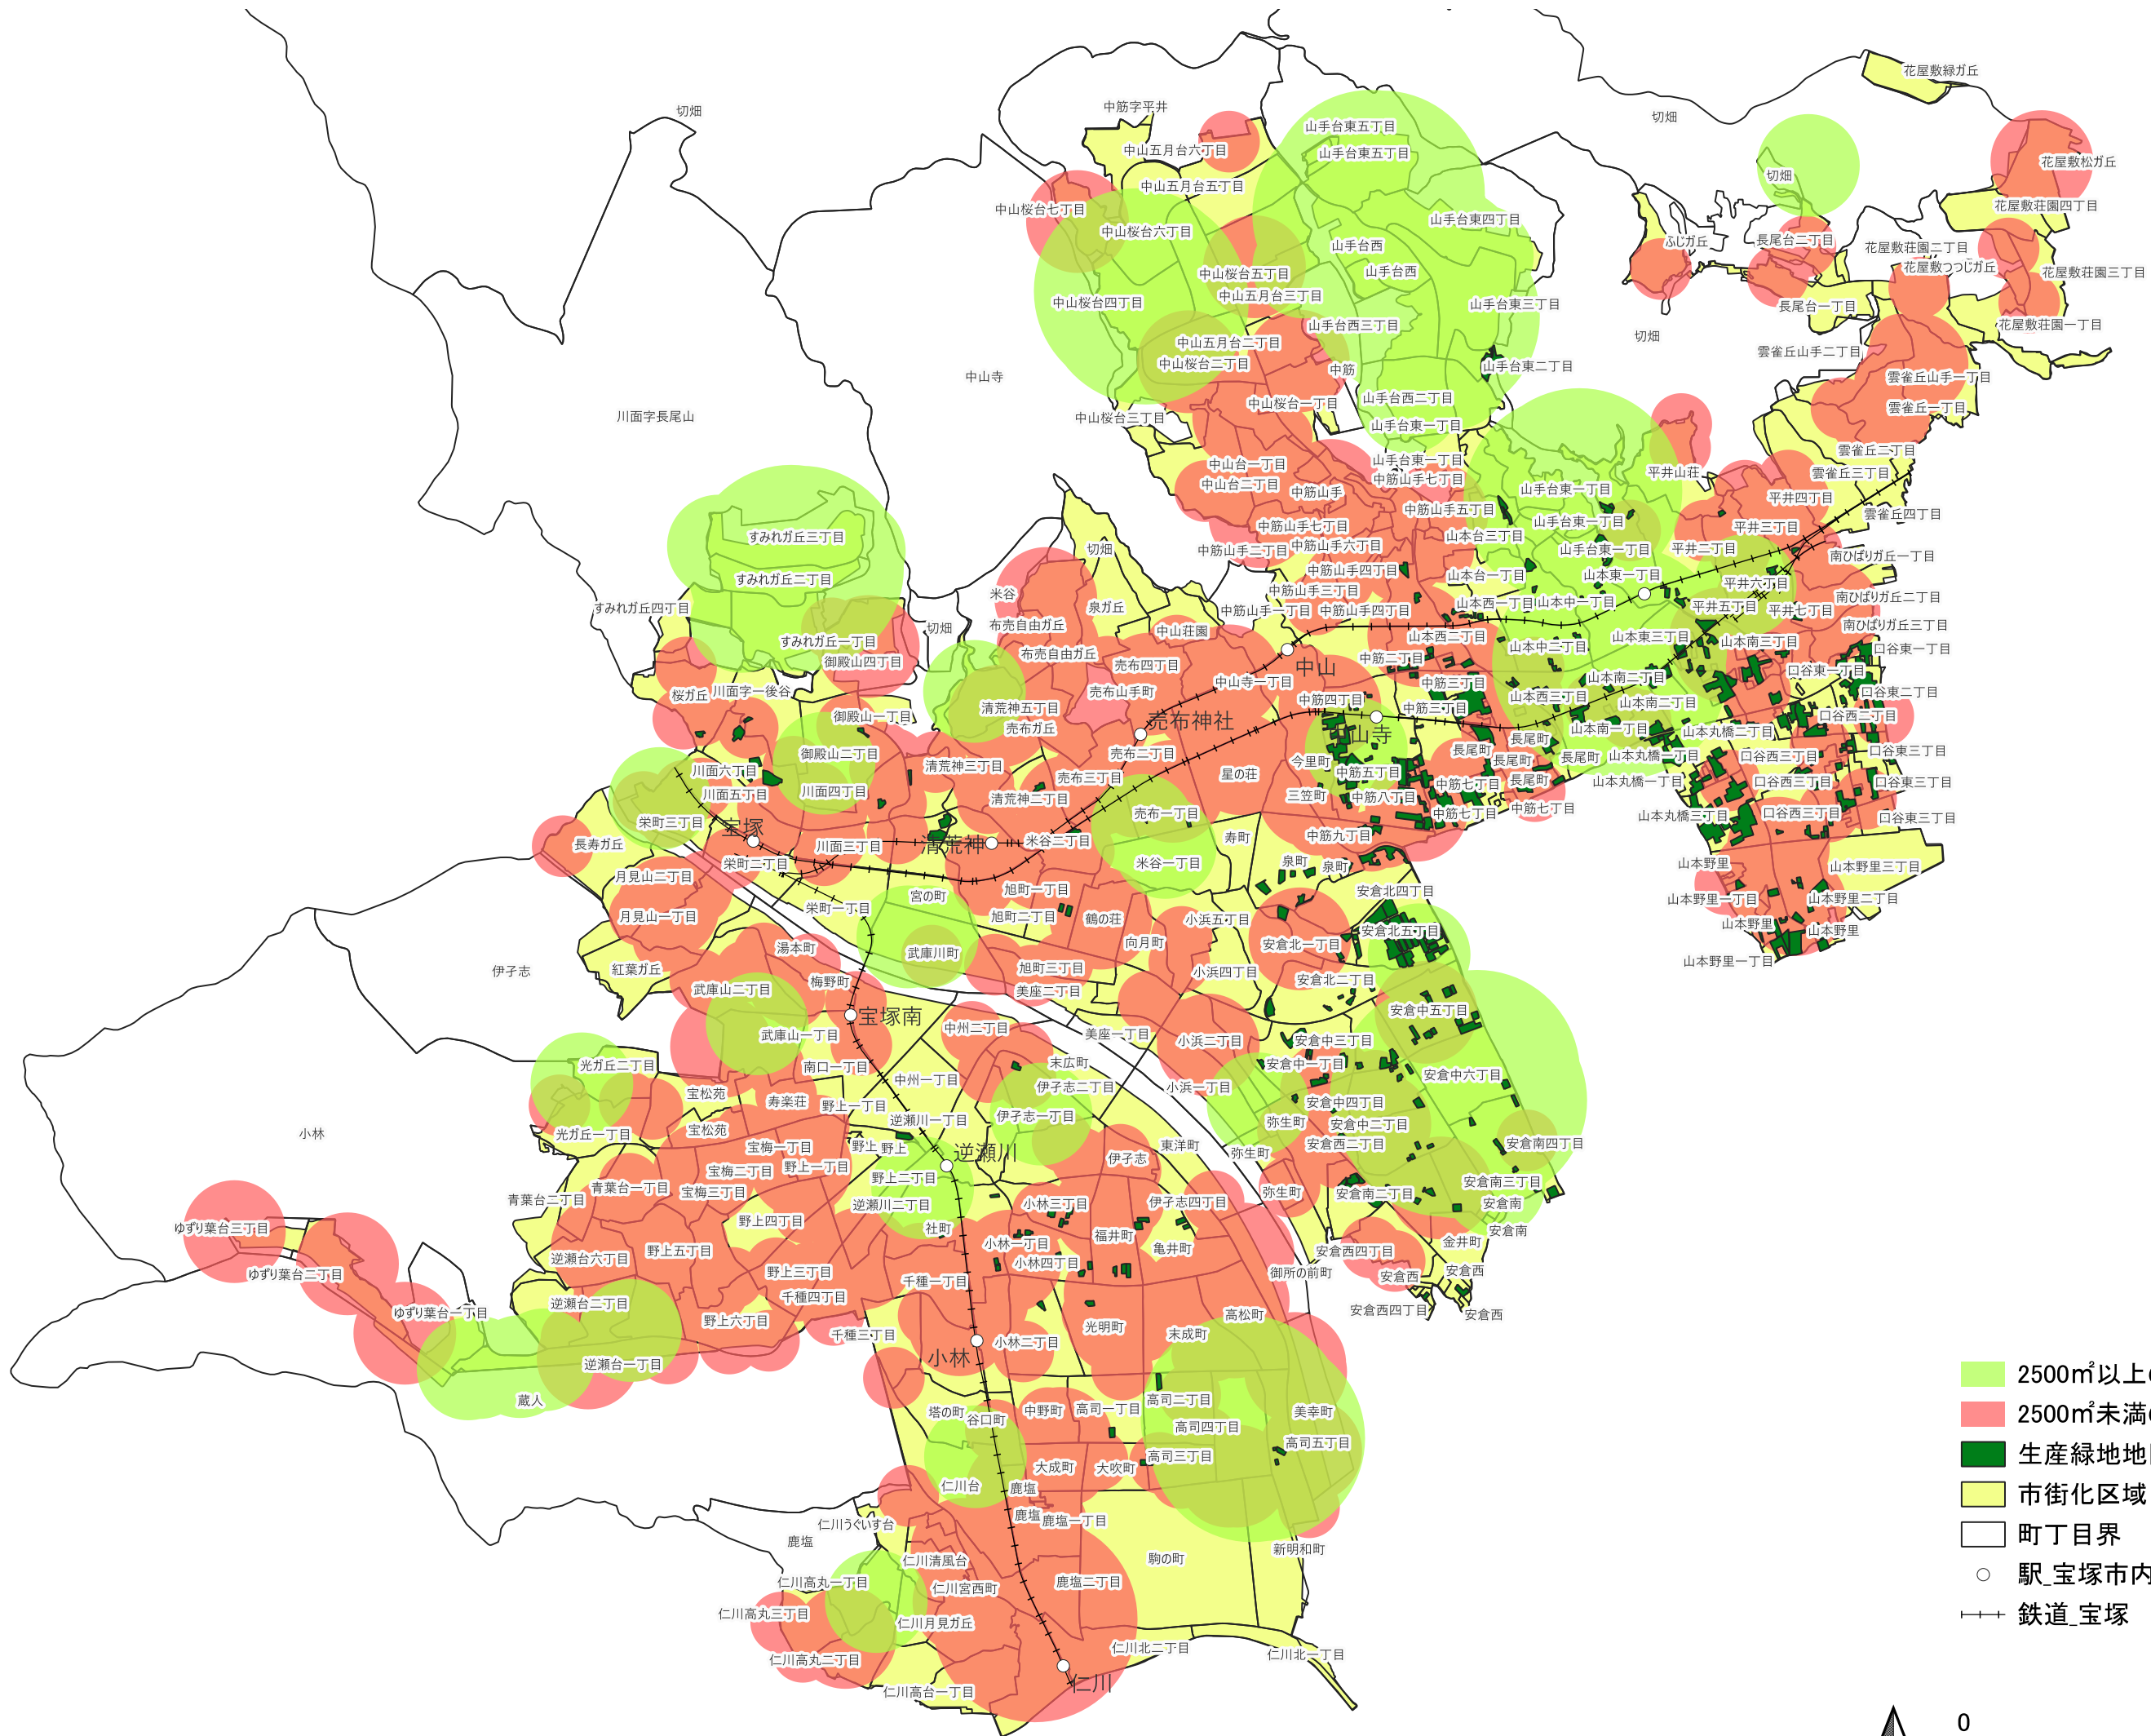 花屋敷緑ガ丘
切畑
中筋字平井
切畑
山手台東五丁目
中山五月台六丁目
山手台東五丁目
花屋敷松ガ丘
切畑
中山五月台五丁目
中山桜台七丁目
花屋敷荘園四丁目
山手台東四丁目
中山桜台六丁目
ふじガ丘
長尾台二丁目
山手台西
花屋敷荘園二丁目
花屋敷つつじガ丘
山手台西
中山桜台五丁目
花屋敷荘園三丁目
中山五月台三丁目
中山桜台四丁目
山手台東三丁目
長尾台一丁目
山手台西三丁目
花屋敷荘園一丁目
切畑
中山五月台二丁目
雲雀丘山手二丁目
中山桜台二丁目
中筋
山手台東二丁目
中山寺
雲雀丘山手一丁目
山手台西二丁目
中山桜台一丁目
雲雀丘一丁目
川面字長尾山
中山桜台三丁目
山手台東一丁目
雲雀丘二丁目
山手台東一丁目
中山台一丁目
平井山荘
雲雀丘三丁目
中筋山手七丁目
中山台二丁目
中筋山手
山手台東一丁目
平井四丁目
中筋山手五丁目
雲雀丘四丁目
山手台東一丁目
中筋山手七丁目
平井三丁目
すみれガ丘三丁目
山本台三丁目
中筋山手六丁目
中筋山手二丁目
切畑
山手台東一丁目
平井二丁目
南ひばりガ丘一丁目
中筋山手四丁目
山本台一丁目
山本東一丁目
すみれガ丘二丁目
平井六丁目
中筋山手三丁目
米谷
南ひばりガ丘二丁目
山本西一丁目
山本中一丁目
すみれガ丘四丁目
泉ガ丘
平井五丁目
中筋山手一丁目
中筋山手四丁目
平井七丁目
布売自由ガ丘
南ひばりガ丘三丁目
切畑
中山荘園
山本西二丁目
山本東三丁目
すみれガ丘一丁目
山本南三丁目
山本中二丁目
口谷東一丁目
布売自由ガ丘
中筋二丁目
御殿山四丁目
売布四丁目
中山
口谷東一丁目
山本南二丁目
中山寺一丁目
中筋三丁目
川面字一後谷
売布山手町
口谷東二丁目
桜ガ丘
山本西三丁目
中筋四丁目
山本南二丁目
清荒神五丁目
中筋三丁目
御殿山一丁目
口谷西三丁目
売布神社
売布ガ丘
山本南一丁目
山本丸橋二丁目
中山寺
長尾町
御殿山二丁目
売布二丁目
長尾町
口谷東三丁目
山本丸橋一丁目
口谷西三丁目
今里町
長尾町
長尾町
清荒神三丁目
川面六丁目
中筋五丁目
星の荘
売布三丁目
長尾町
山本丸橋一丁目
口谷西三丁目
口谷東三丁目
中筋七丁目
川面四丁目
川面五丁目
三笠町
中筋八丁目
清荒神二丁目
中筋七丁目
売布一丁目
中筋七丁目
山本丸橋三丁目
口谷西三丁目
口谷東三丁目
栄町三丁目
宝塚
中筋九丁目
寿町
清荒神
米谷二丁目
長寿ガ丘
川面三丁目
泉町
米谷一丁目
栄町二丁目
泉町
山本野里
山本野里三丁目
月見山二丁目
旭町一丁目
安倉北四丁目
宮の町
山本野里一丁目
山本野里二丁目
栄町一丁目
月見山一丁目
旭町二丁目
鶴の荘
小浜五丁目
山本野里
安倉北五丁目
山本野里
向月町
安倉北一丁目
湯本町
武庫川町
山本野里一丁目
紅葉ガ丘
旭町三丁目
伊孑志
小浜四丁目
梅野町
安倉北二丁目
武庫山二丁目
美座二丁目
安倉中五丁目
宝塚南
中州二丁目
武庫山一丁目
美座一丁目
小浜二丁目
安倉中三丁目
末広町
光ガ丘二丁目
南口一丁目
安倉中一丁目
安倉中六丁目
中州一丁目
伊孑志二丁目
小浜一丁目
宝松苑
寿楽荘
野上一丁目
安倉中四丁目
伊孑志一丁目
逆瀬川一丁目
弥生町
安倉中二丁目
小林
宝松苑
光ガ丘一丁目
宝梅一丁目
野上
野上
逆瀬川
東洋町
安倉西二丁目
安倉南四丁目
弥生町
伊孑志
野上一丁目
宝梅二丁目
野上二丁目
安倉南三丁目
青葉台一丁目
宝梅三丁目
弥生町
安倉南二丁目
青葉台二丁目
逆瀬川二丁目
小林三丁目
伊孑志四丁目
安倉南
野上四丁目
社町
ゆずり葉台三丁目
福井町
安倉南
小林一丁目
亀井町
金井町
野上五丁目
安倉西四丁目
逆瀬台六丁目
小林四丁目
野上三丁目
御所の前町
安倉西
安倉西
ゆずり葉台二丁目
千種一丁目
千種四丁目
逆瀬台二丁目
安倉西四丁目
安倉西
ゆずり葉台一丁目
高松町
野上六丁目
光明町
末成町
千種三丁目
小林二丁目
小林
逆瀬台一丁目
2500㎡以上の
蔵人
高司二丁目
塔の町
中野町
高司一丁目
美幸町
2500㎡未満の
谷口町
高司四丁目
高司五丁目
高司三丁目
生産緑地地
大成町
大吹町
仁川台
鹿塩
市街化区域
鹿塩
鹿塩一丁目
仁川うぐいす台
町丁目界
鹿塩
新明和町
駒の町
仁川清風台
駅_宝塚市内
仁川高丸一丁目
鹿塩二丁目
仁川宮西町
仁川高丸三丁目
鉄道_宝塚
仁川月見ガ丘
仁川北二丁目
仁川北一丁目
仁川高丸二丁目
仁川
仁川高台一丁目
0